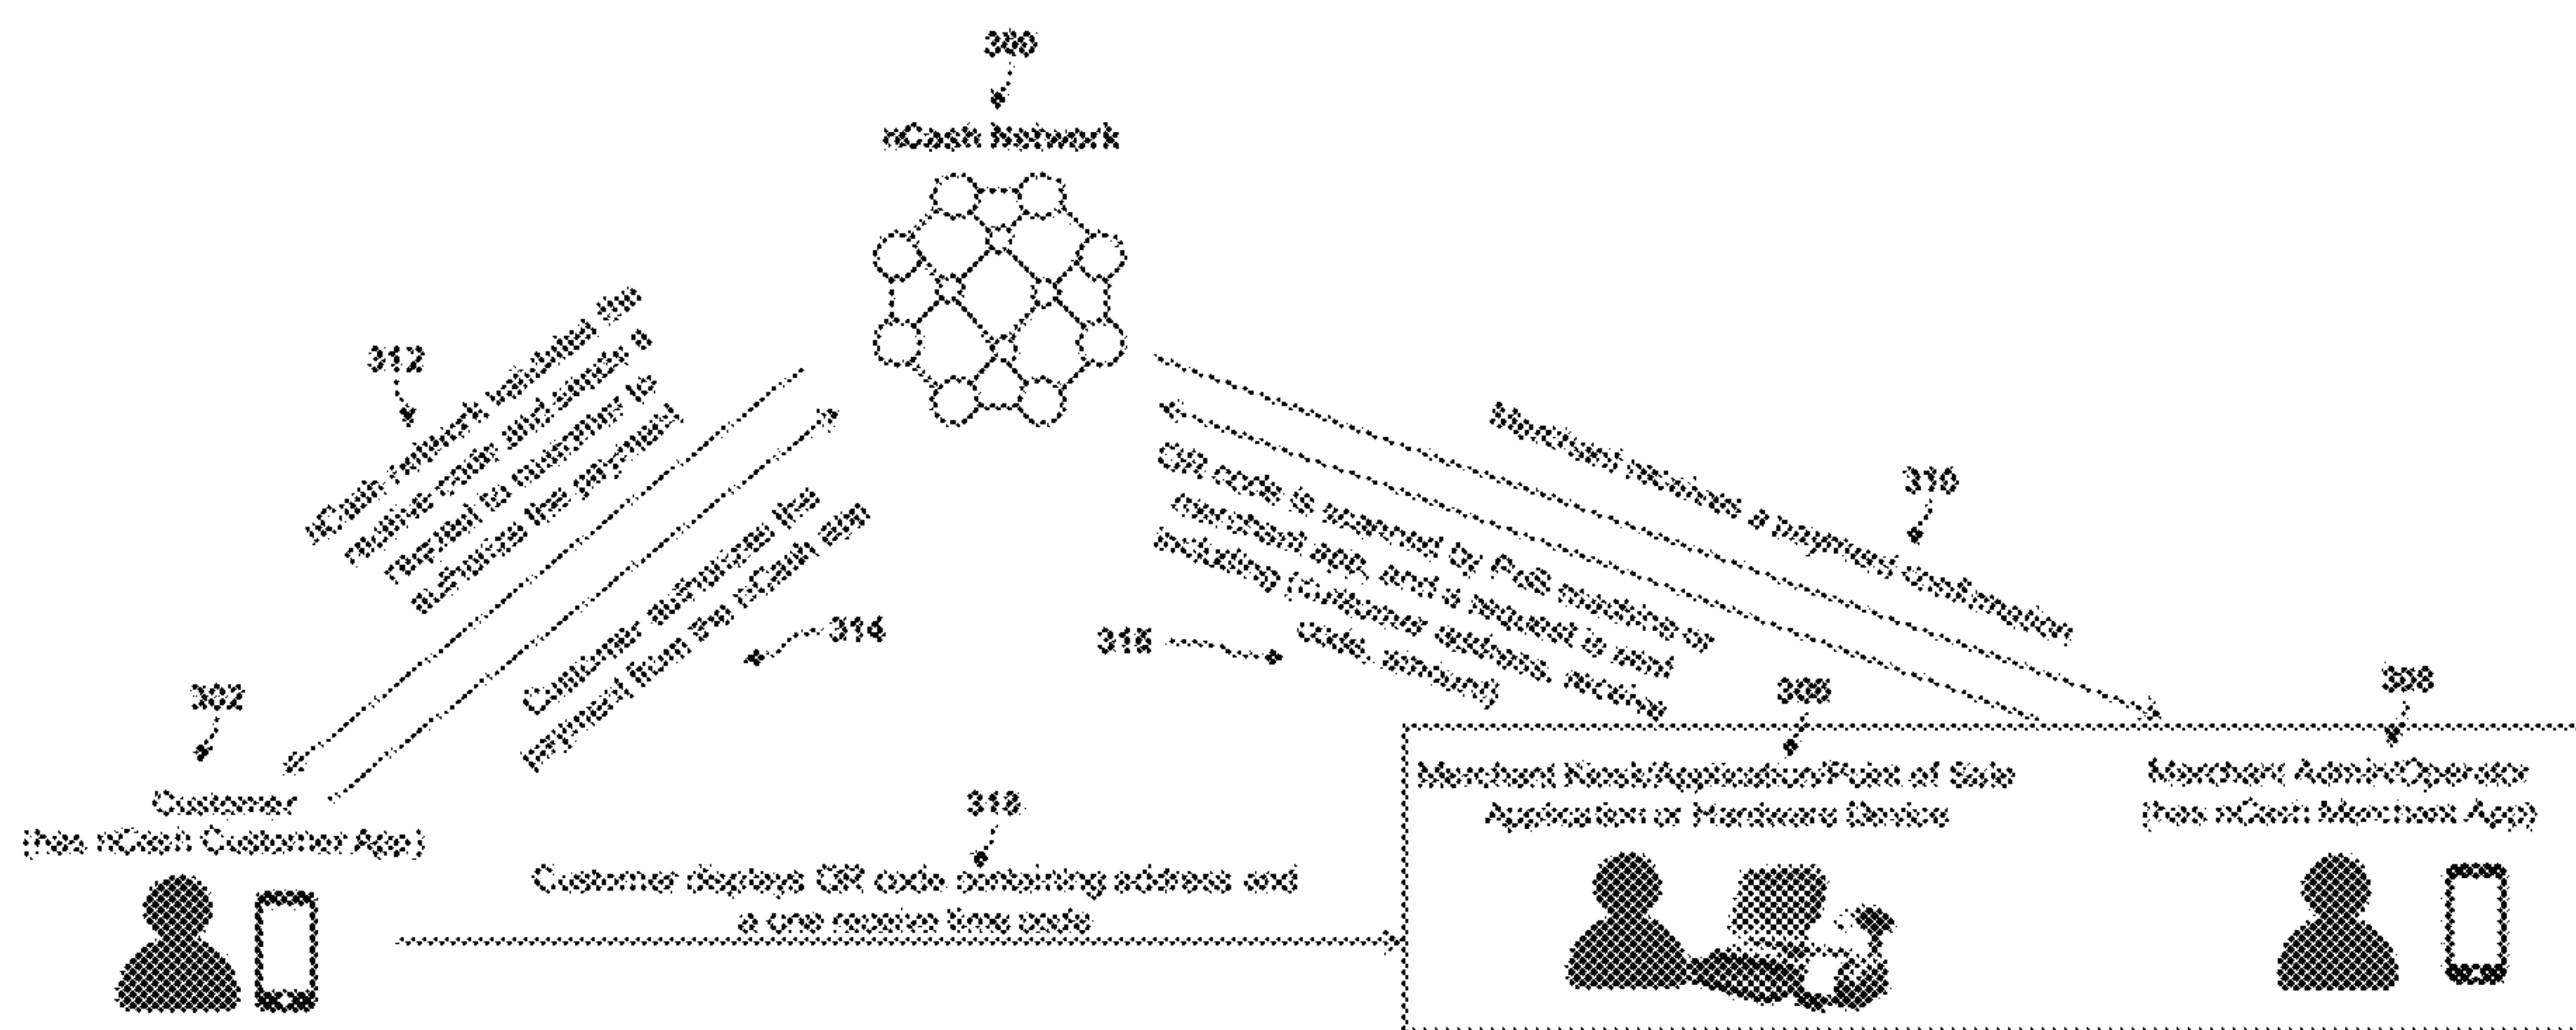 300
nCash Network
312
nCash network validates the
routine code and sends a
request to customer to
authorize the payment
Merchant receives a payment confirmation
310
QR code is scanned by PoS machine or
merchant app, and a request is sent
including (customer address, receive
code, amount)
Customer authorizes the
payment from the nCash app
314
316
302
306
308
Customer
(has nCash Customer App)
Merchant Kiosk/Application/Point of Sale
Application or Hardware Device
Merchant Admin/Operator
(has nCash Merchant App)
318
Customer displays QR code containing address and
a one receive time code